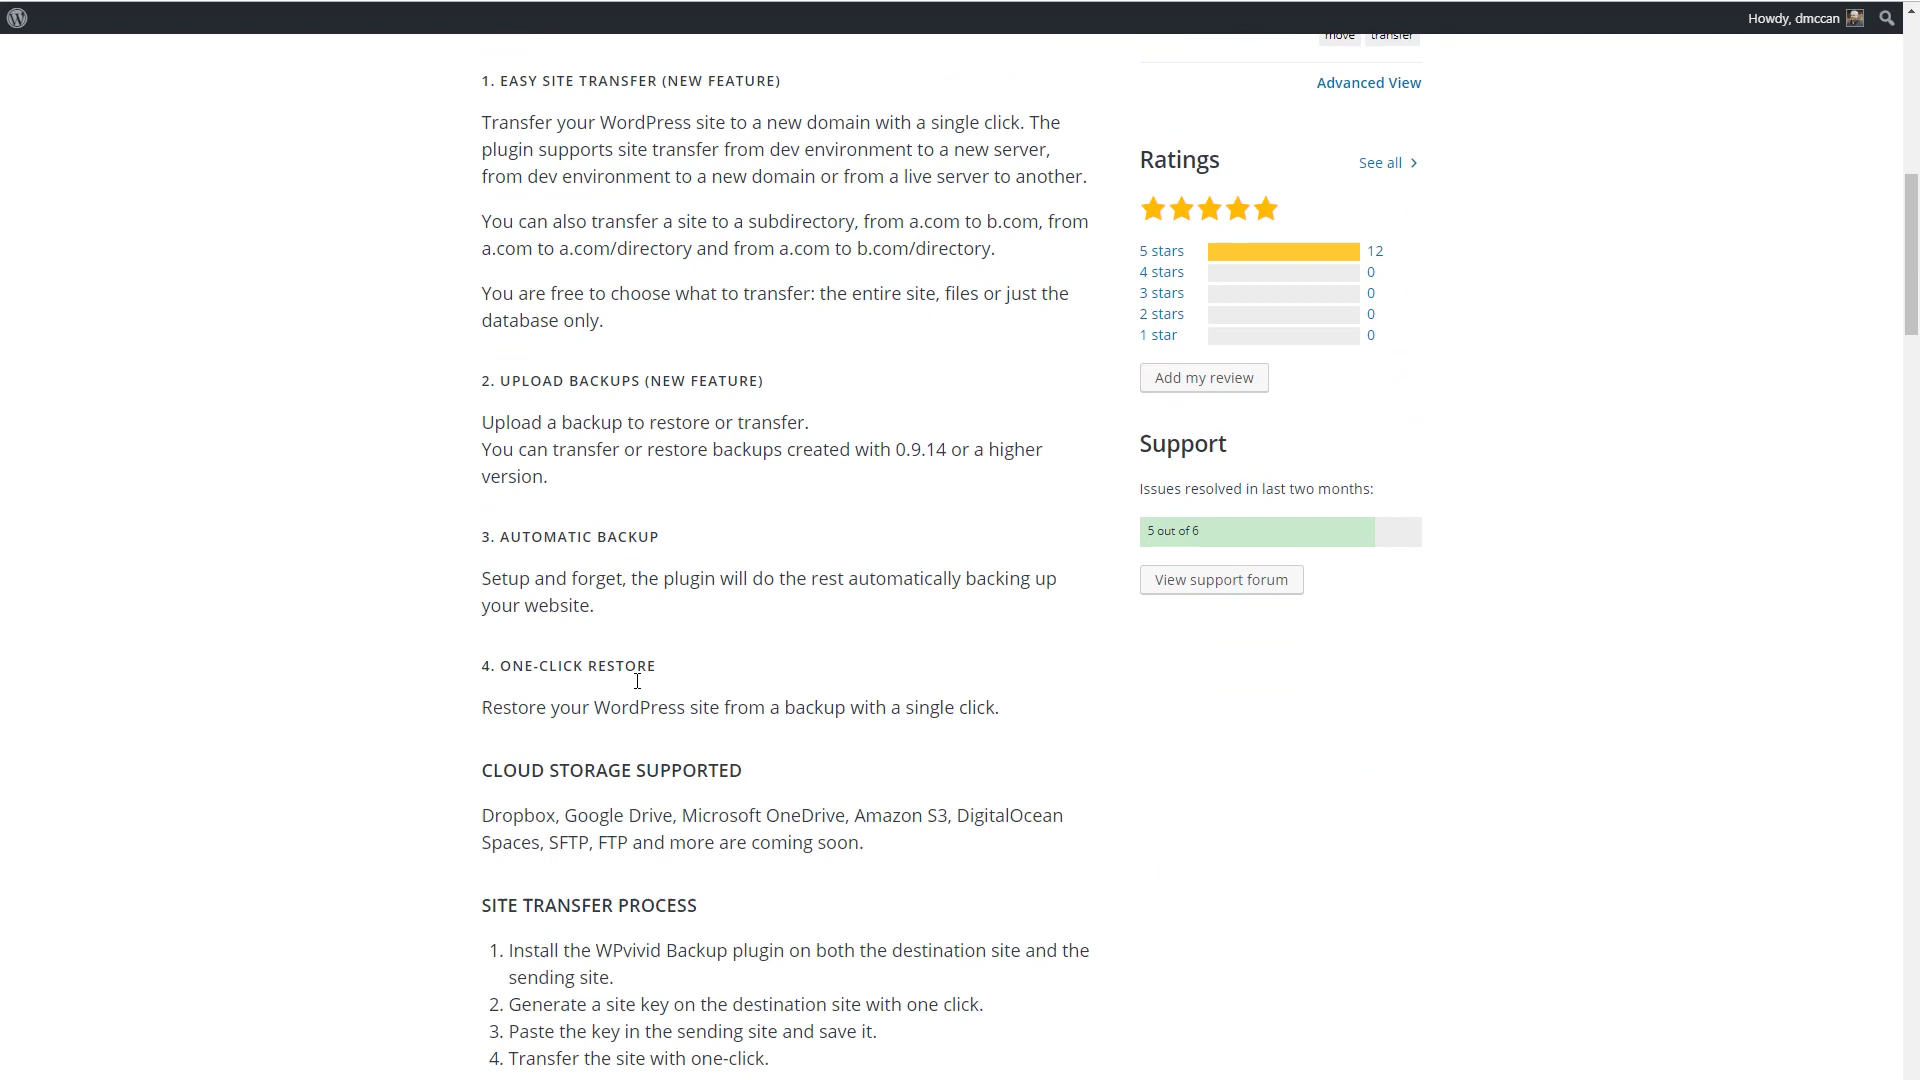 Howdy, dmccan
move transfer
1. EASY SITE TRANSFER (NEW FEATURE)
Transfer your WordPress site to a new domain with a single click. The
plugin supports site transfer from dev environment to a new server,
from dev environment to a new domain or from a live server to another.
You can also transfer a site to a subdirectory, from a.com to b.com, from
a.com to a.com/directory and from a.com to b.com/directory.
You are free to choose what to transfer: the entire site, files or just the
database only.
2. UPLOAD BACKUPS (NEW FEATURE)
Upload a backup to restore or transfer.
You can transfer or restore backups created with 0.9.14 or a higher
version.
3. AUTOMATIC BACKUP
Setup and forget, the plugin will do the rest automatically backing up
your website.
4. ONE-CLICK RESTORE
Restore your WordPress site from a backup with a single click.
CLOUD STORAGE SUPPORTED
Dropbox, Google Drive, Microsoft OneDrive, Amazon S3, DigitalOcean
Spaces, SFTP, FTP and more are coming soon.
SITE TRANSFER PROCESS
1. Install the WPvivid Backup plugin on both the destination site and the
sending site.
2. Generate a site key on the destination site with one click.
3. Paste the key in the sending site and save it.
4. Transfer the site with one-click.
Advanced View
Ratings
See all
5 stars 12
4 stars 0
3 stars 0
2 stars 0
1 star 0
Add my review
Support
Issues resolved in last two months:
5 out of 6
View support forum